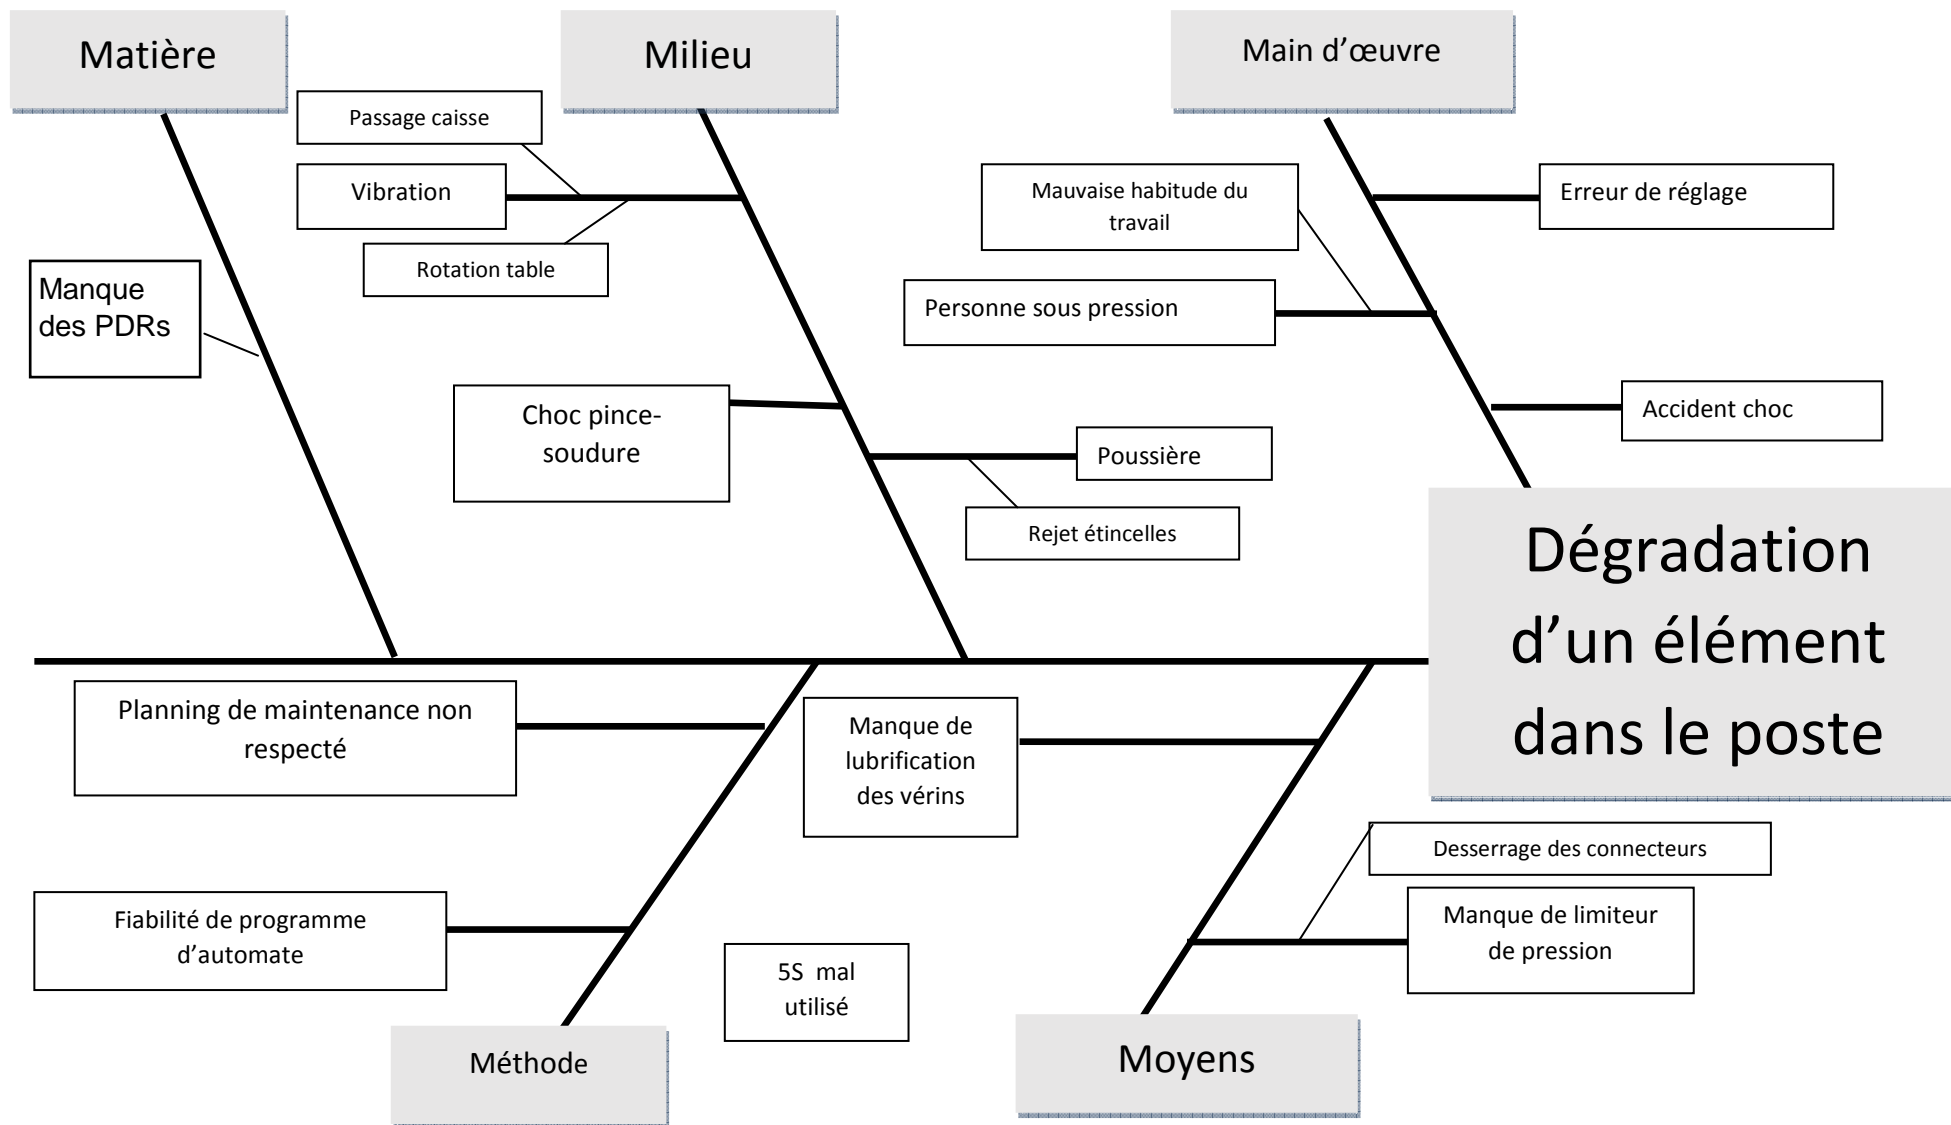 Matière
Milieu
Main d’œuvre
Passage caisse
Vibration
Rotation table
Mauvaise habitude du
travail
Erreur de réglage
Manque
des PDRs
Personne sous pression
Choc pince-
soudure
Accident choc
Poussière
Rejet étincelles
Dégradation
d’un élément
dans le poste
Planning de maintenance non
respecté
Manque de
lubrification
des vérins
Desserrage des connecteurs
Manque de limiteur
de pression
Fiabilité de programme
d’automate
5S  mal
utilisé
Méthode
Moyens